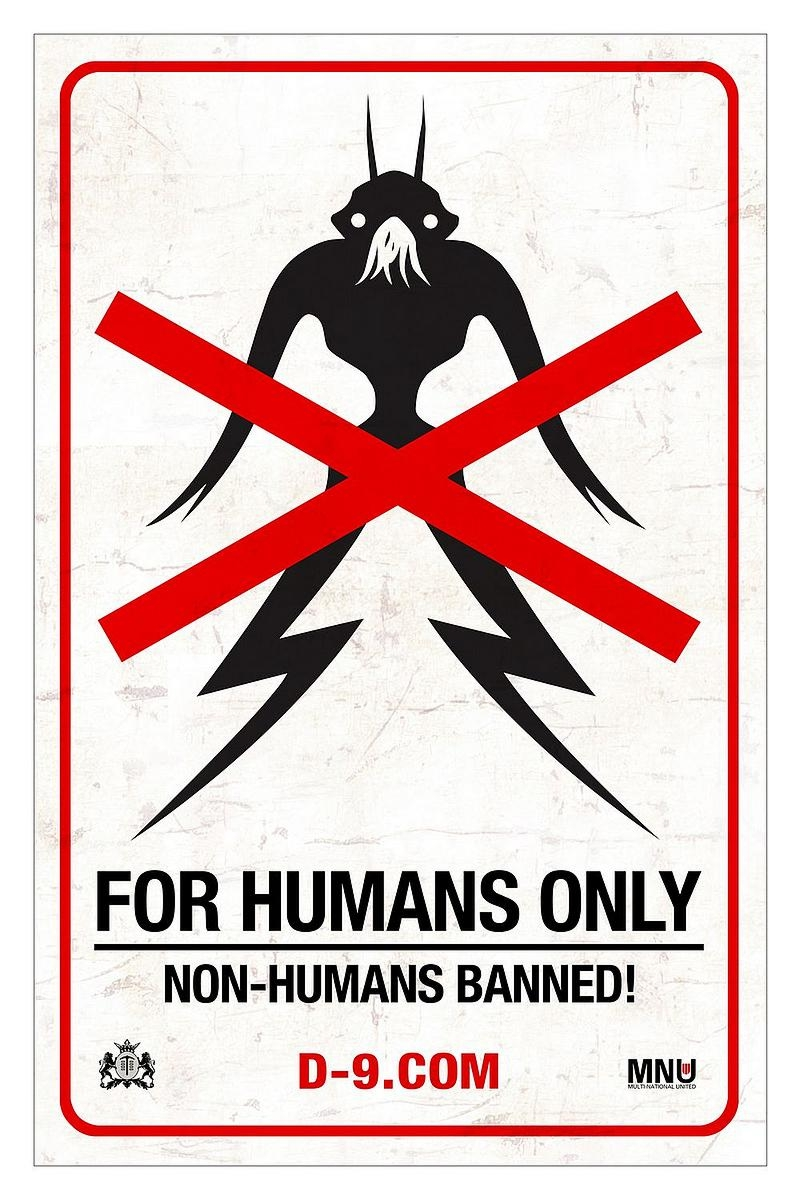 FOR HUMANS ONLY
NON-HUMANS BANNED!
D-9.COM
MNU
MULTI-NATIONAL UNITED